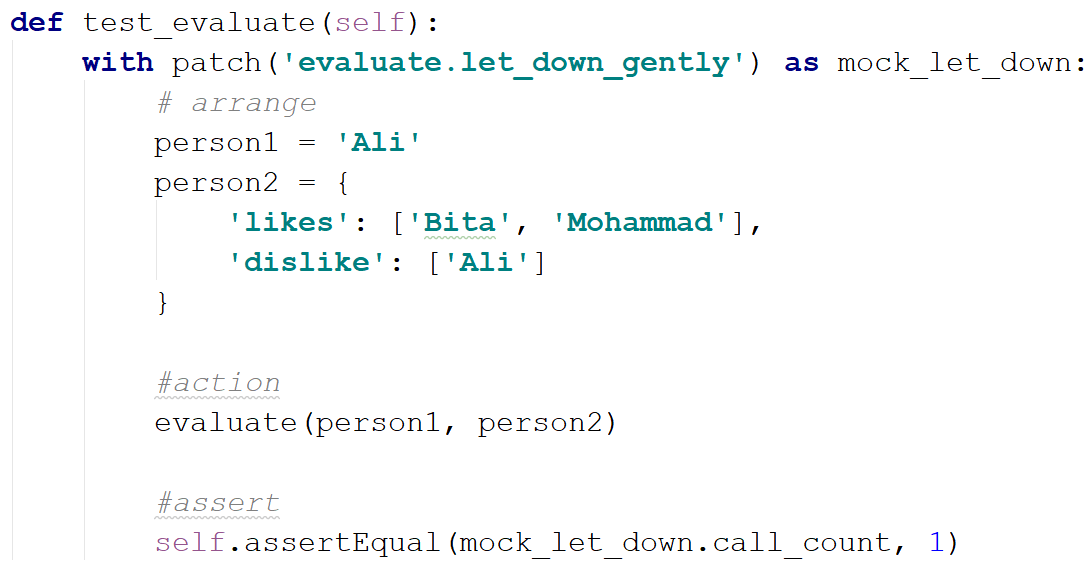 def test_evaluate(self):
    with patch('evaluate.let_down_gently') as mock_let_down:
        # arrange
        person1 = 'Ali'
        person2 = {
            'likes': ['Bita', 'Mohammad'],
            'dislike': ['Ali']
        }

        #action
        evaluate(person1, person2)

        #assert
        self.assertEqual(mock_let_down.call_count, 1)